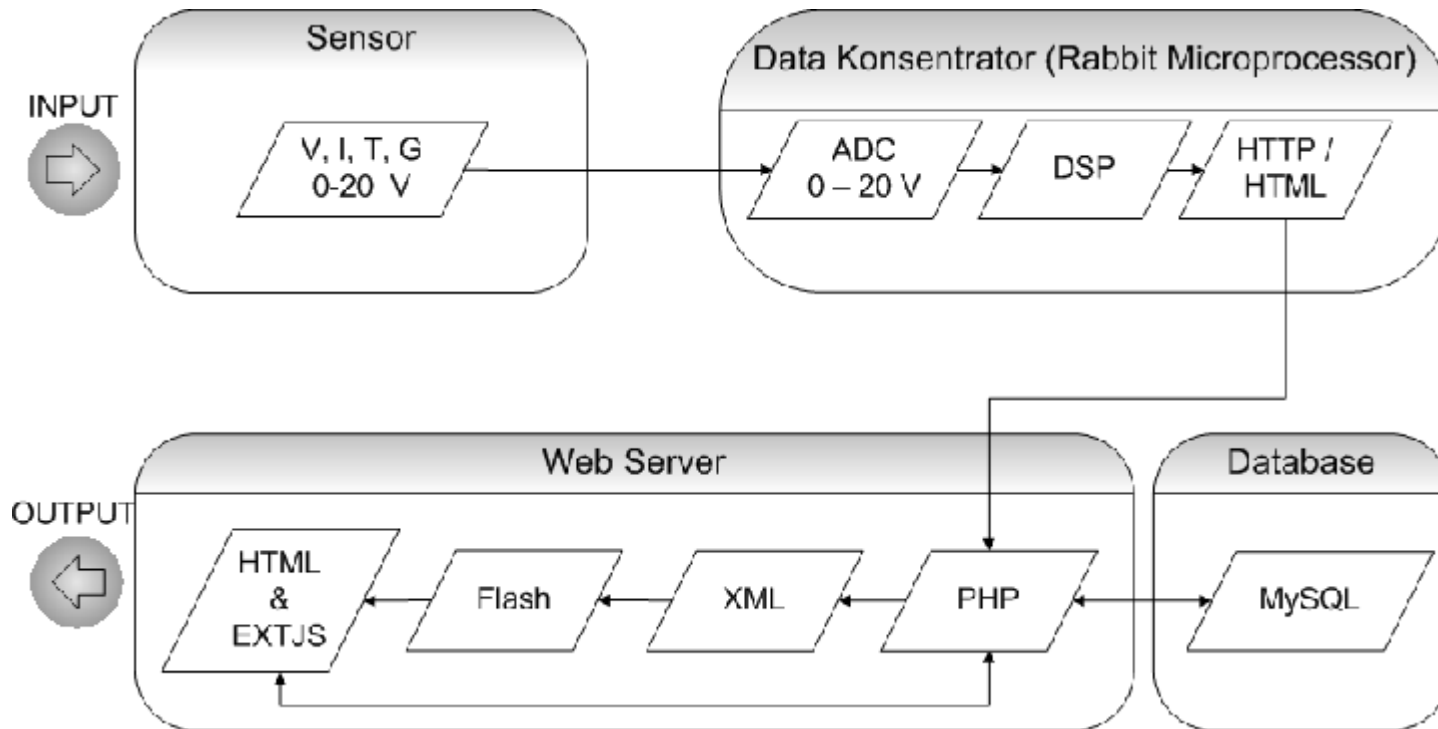 Sensor
Data Konsentrator (Rabbit Microprocessor)
INPUT
V, I, T, G
0-20 V
ADC
0 – 20 V
DSP
HTTP /
HTML
Web Server
Database
OUTPUT
HTML
&
EXTJS
Flash
XML
PHP
MySQL